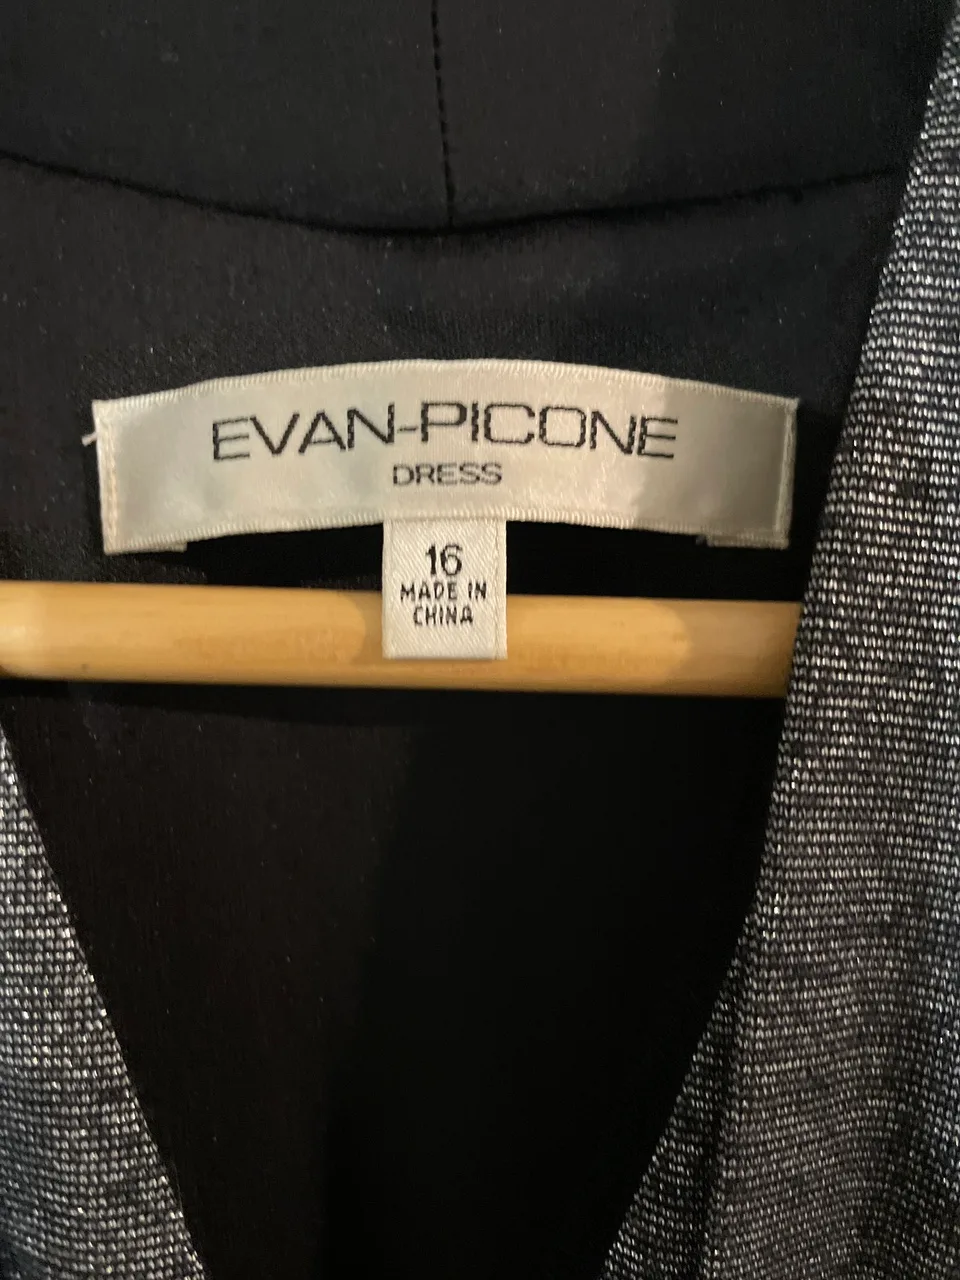 EVAN-PICONE
DRESS
16
MADE IN
CHINA